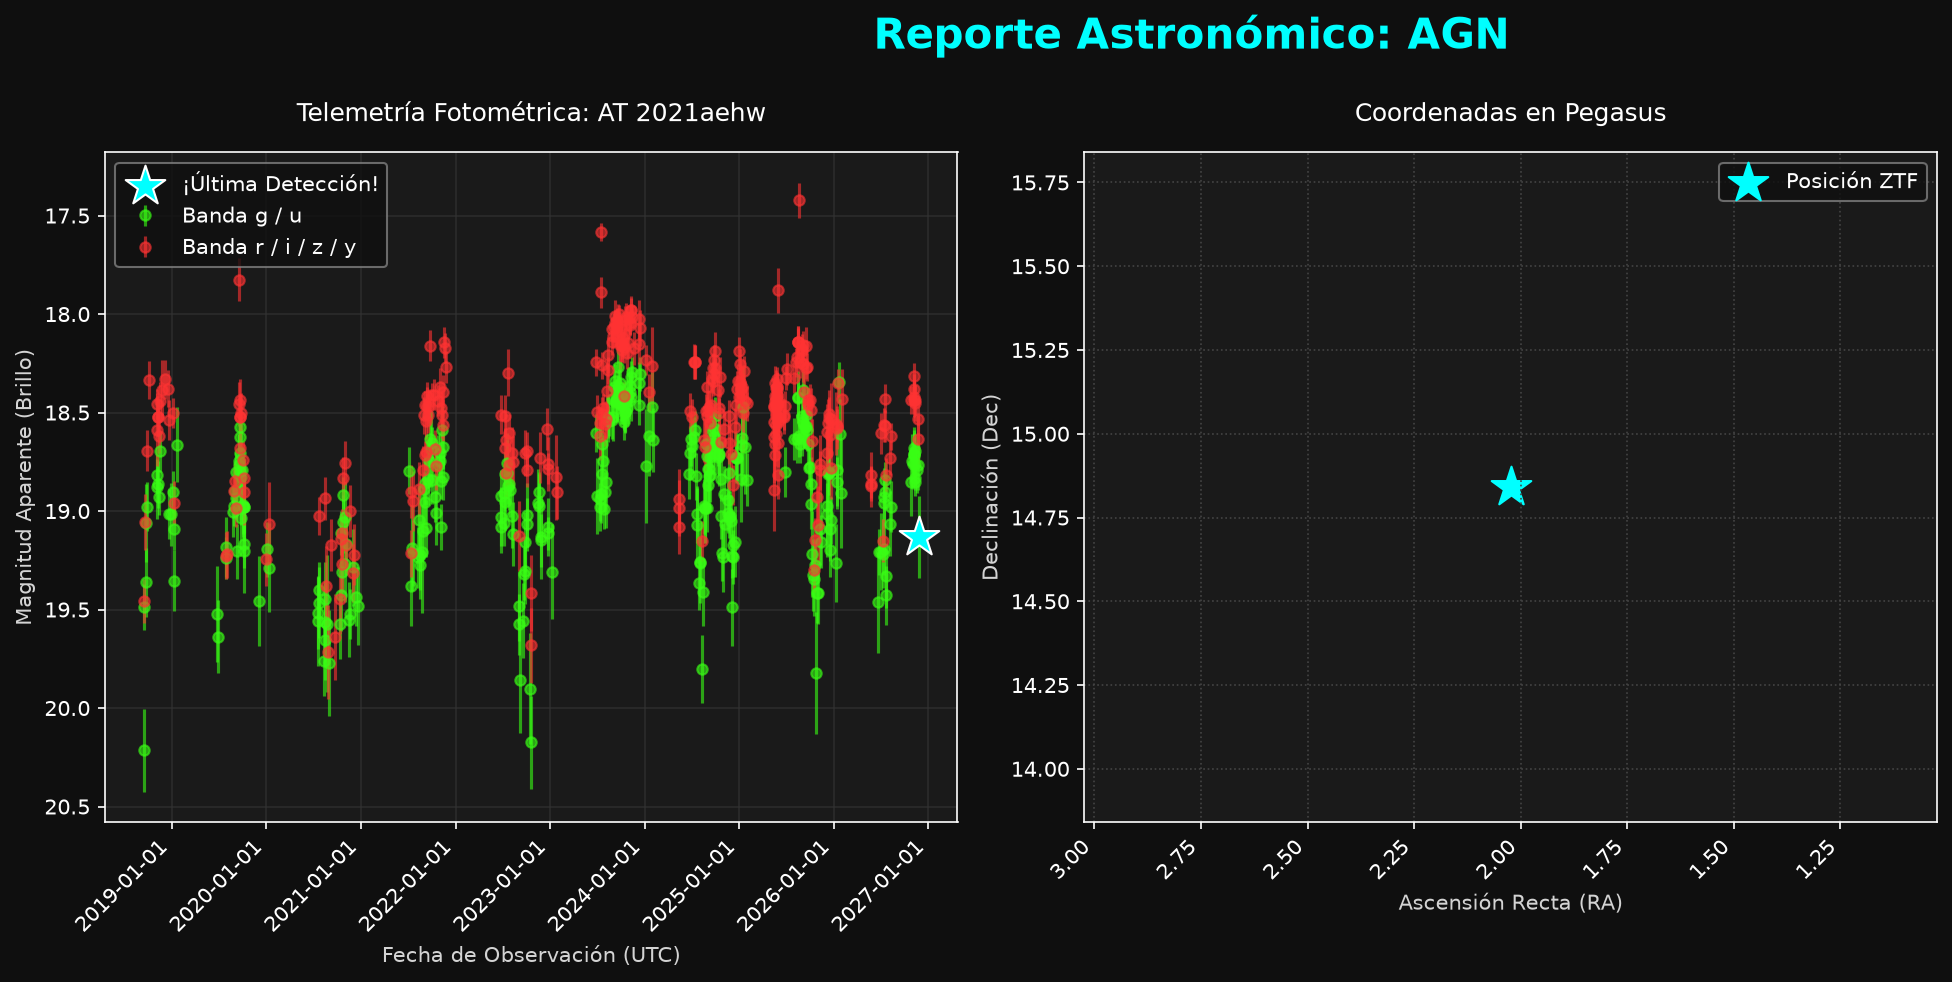 Reporte Astronómico: AGN
Telemetría Fotométrica: AT 2021aehw
¡Última Detección!
Banda g / u
Banda r / i / z / y
Magnitud Aparente (Brillo)
17.5
18.0
18.5
19.0
19.5
20.0
20.5
2019-01-01
2020-01-01
2021-01-01
2022-01-01
2023-01-01
2024-01-01
2025-01-01
2026-01-01
2027-01-01
Fecha de Observación (UTC)
Coordenadas en Pegasus
Posición ZTF
Declinación (Dec)
15.75
15.50
15.25
15.00
14.75
14.50
14.25
14.00
3.00
2.75
2.50
2.25
2.00
1.75
1.50
1.25
Ascensión Recta (RA)